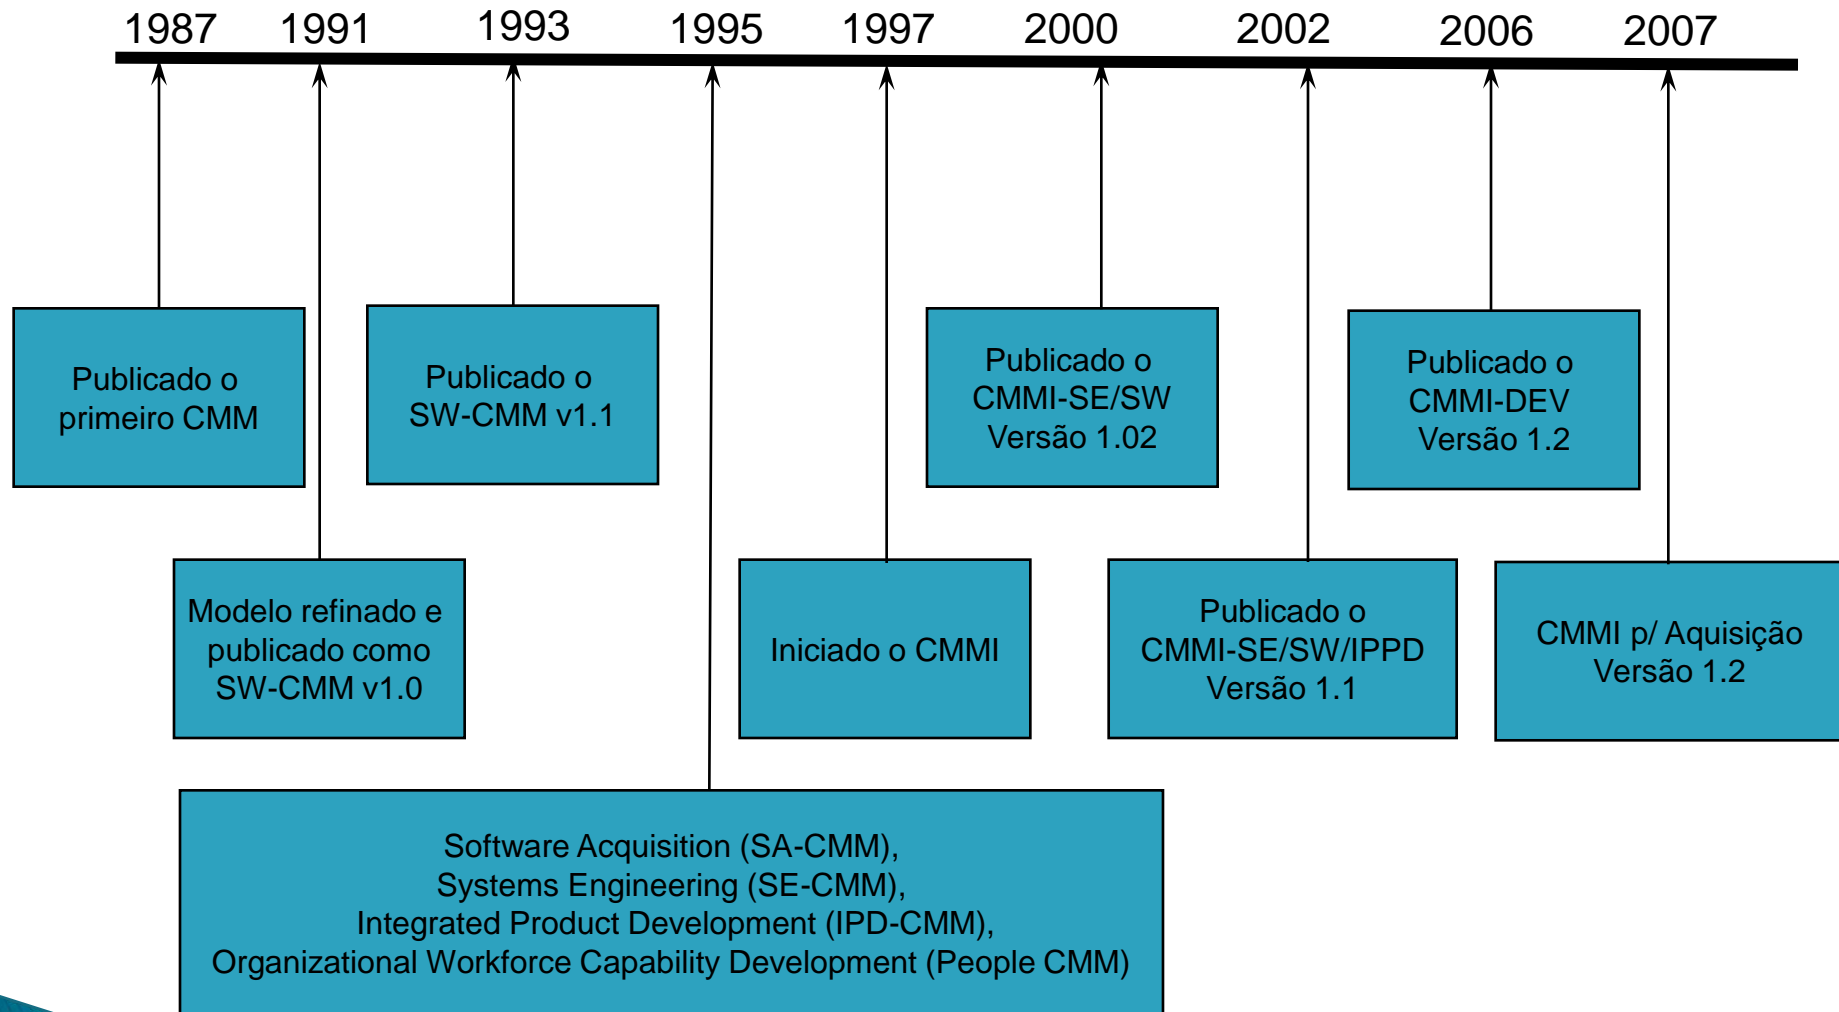 1987 1991 1993 1995 1997 2000 2002 2006 2007
Publicado o
primeiro CMM
Publicado o
SW-CMM v1.1
Publicado o
CMMI-SE/SW
Versão 1.02
Publicado o
CMMI-DEV
Versão 1.2
Modelo refinado e
publicado como
SW-CMM v1.0
Iniciado o CMMI
Publicado o
CMMI-SE/SW/IPPD
Versão 1.1
CMMI p/ Aquisição
Versão 1.2
Software Acquisition (SA-CMM),
Systems Engineering (SE-CMM),
Integrated Product Development (IPD-CMM),
Organizational Workforce Capability Development (People CMM)